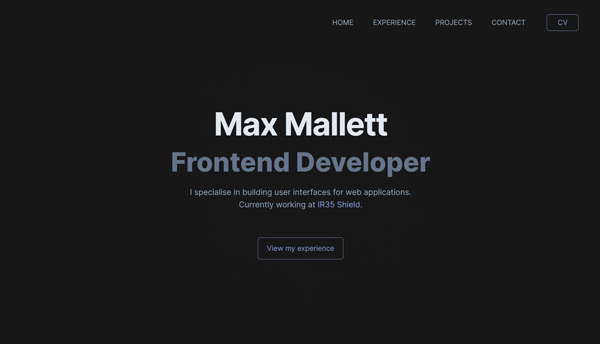 HOME EXPERIENCE PROJECTS CONTACT CV
Max Mallett
Frontend Developer
I specialise in building user interfaces for web applications.
Currently working at IR35 Shield.
View my experience